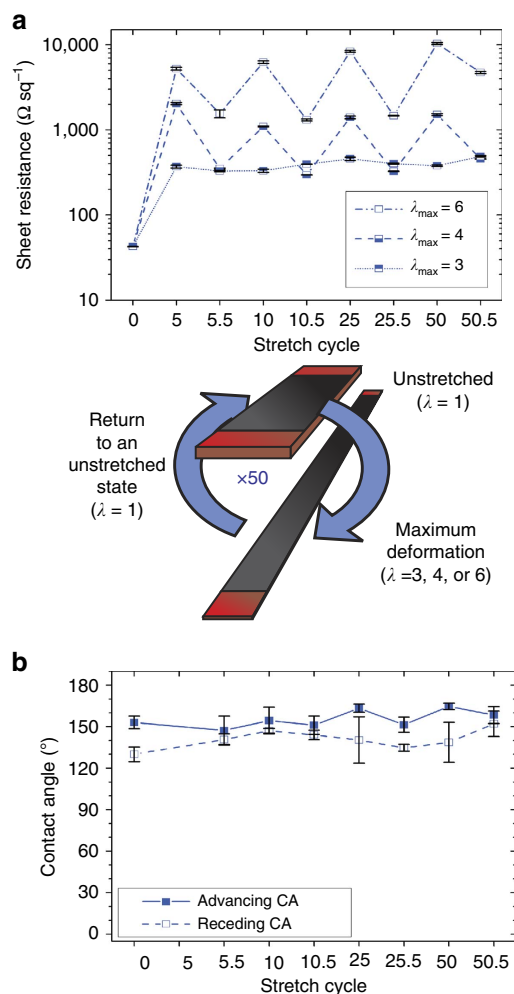 a
Sheet resistance (Ω sq⁻¹)
10,000
1,000
100
10
λmax = 6
λmax = 4
λmax = 3
0 5 5.5 10 10.5 25 25.5 50 50.5
Stretch cycle
Return
to an
unstretched
state
(λ = 1)
×50
Unstretched
(λ = 1)
Maximum
deformation
(λ =3, 4, or 6)
b
Contact angle (°)
180
150
120
90
60
30
0
Advancing CA
Receding CA
0 5 5.5 10 10.5 25 25.5 50 50.5
Stretch cycle